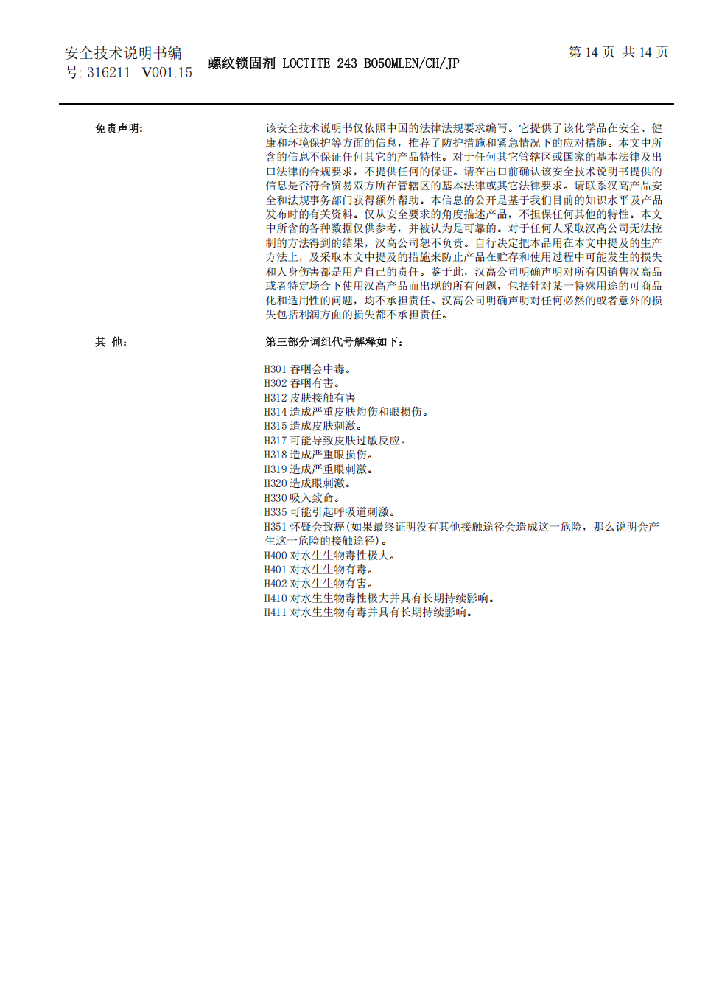 安全技术说明书编
号: 316211 V001.15
螺纹锁固剂 LOCTITE 243 BO50MLEN/CH/JP
第 14 页 共 14 页
免责声明:
该安全技术说明书仅依照中国的法律法规要求编写。它提供了该化学品在安全、健
康和环境保护等方面的信息，推荐了防护措施和紧急情况下的应对措施。本文中所
含的信息不保证任何其它的产品特性。对于任何其它管辖区或国家的基本法律及出
口法律的合规要求，不提供任何的保证。请在出口前确认该安全技术说明书提供的
信息是否符合贸易双方所在管辖区的基本法律或其它法律要求。请联系汉高产品安
全和法规事务部门获得额外帮助。本信息的公开是基于我们目前的知识水平及产品
发布时的有关资料。仅从安全要求的角度描述产品，不担保任何其他的特性。本文
中所含的各种数据仅供参考，并被认为是可靠的。对于任何人采取汉高公司无法控
制的方法得到的结果，汉高公司恕不负责。自行决定把本品用在本文中提及的生产
方法上，及采取本文中提及的措施来防止产品在贮存和使用过程中可能发生的损失
和人身伤害都是用户自己的责任。鉴于此，汉高公司明确声明对所有因销售汉高品
或者特定场合下使用汉高产品而出现的所有问题，包括针对某一特殊用途的可商品
化和适用性的问题，均不承担责任。汉高公司明确声明对任何必然的或者意外的损
失包括利润方面的损失都不承担责任。
其 他:
第三部分词组代号解释如下:
H301 吞咽会中毒。
H302 吞咽有害。
H312 皮肤接触有害
H314 造成严重皮肤灼伤和眼损伤。
H315 造成皮肤刺激。
H317 可能导致皮肤过敏反应。
H318 造成严重眼损伤。
H319 造成严重眼刺激。
H320 造成眼刺激。
H330 吸入致命。
H335 可能引起呼吸道刺激。
H351 怀疑会致癌(如果最终证明没有其他接触途径会造成这一危险，那么说明会产
生这一危险的接触途径)。
H400 对水生生物毒性极大。
H401 对水生生物有毒。
H402 对水生生物有害。
H410 对水生生物毒性极大并具有长期持续影响。
H411 对水生生物有毒并具有长期持续影响。